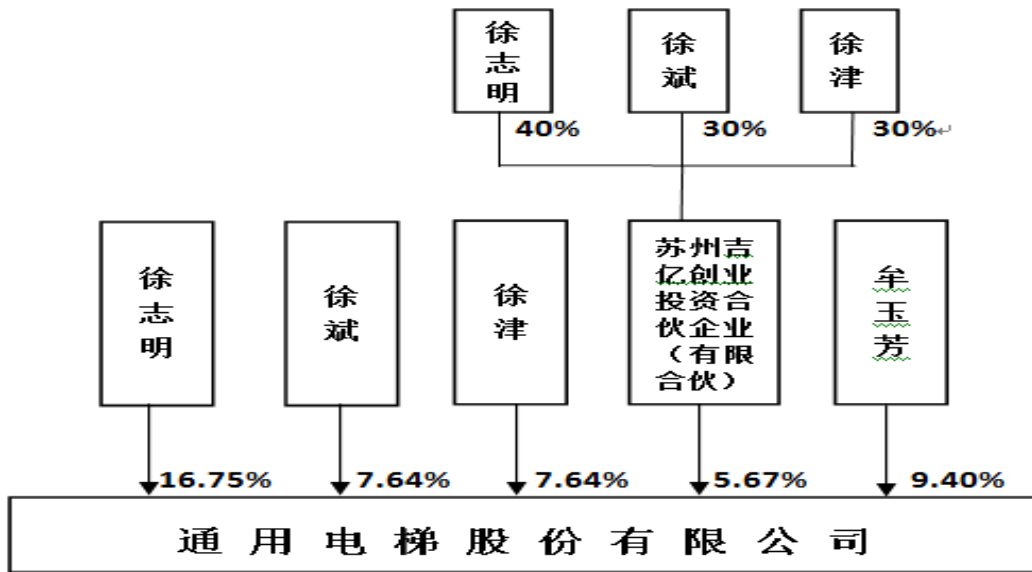 徐志明
徐斌
徐津
40%
30%
30%
徐志明
徐斌
徐津
苏州吉
亿创业
投资合
伙企业
（有限
合伙）
牟玉芳
16.75%
7.64%
7.64%
5.67%
9.40%
通用电梯股份有限公司